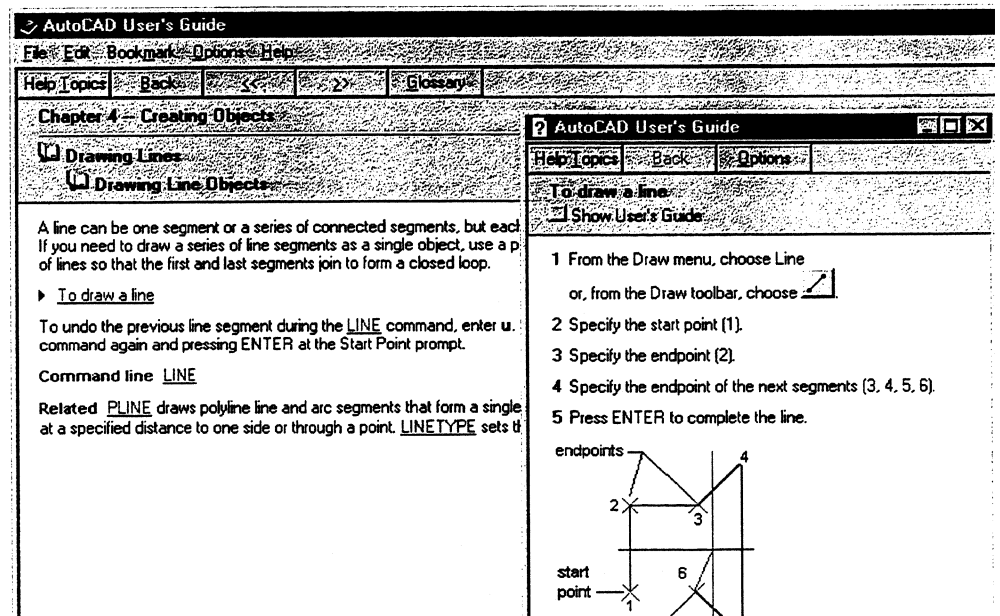 AutoCAD User's Guide
File Edit Bookmark Options Help
Help Topics Back << >> Glossary
Chapter 4 -- Creating Objects
Drawing Lines
Drawing Line Objects
A line can be one segment or a series of connected segments, but each
If you need to draw a series of line segments as a single object, use a p
of lines so that the first and last segments join to form a closed loop.
To draw a line
To undo the previous line segment during the LINE command, enter u.
command again and pressing ENTER at the Start Point prompt.
Command line LINE
Related PLINE draws polyline line and arc segments that form a single
at a specified distance to one side or through a point. LINETYPE sets th
? AutoCAD User's Guide
Help Topics Back Options
To draw a line
Show User's Guide
1 From the Draw menu, choose Line
or, from the Draw toolbar, choose .
2 Specify the start point (1).
3 Specify the endpoint (2).
4 Specify the endpoint of the next segments (3, 4, 5, 6).
5 Press ENTER to complete the line.
endpoints
4
2
3
start
point
6
1